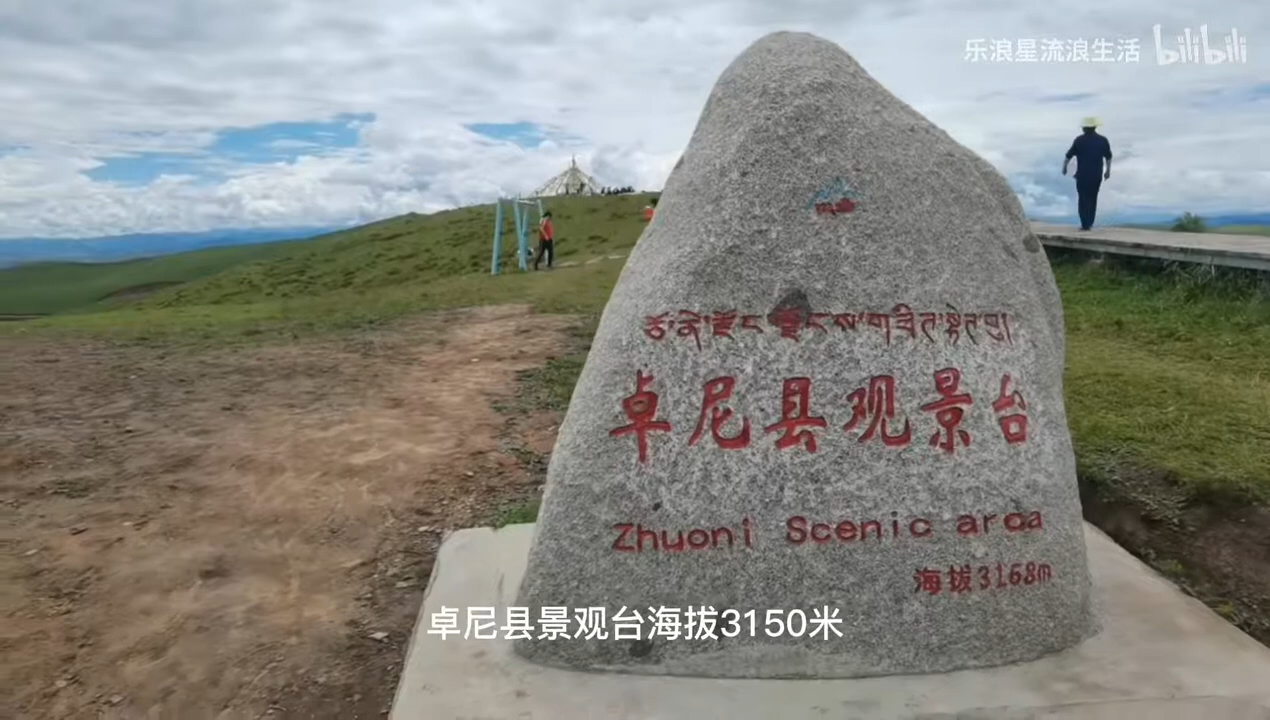 乐浪星流浪生活 bilibili
卓尼县观景台
Zhuoni Scenic area
海拔3168m
卓尼县景观台海拔3150米